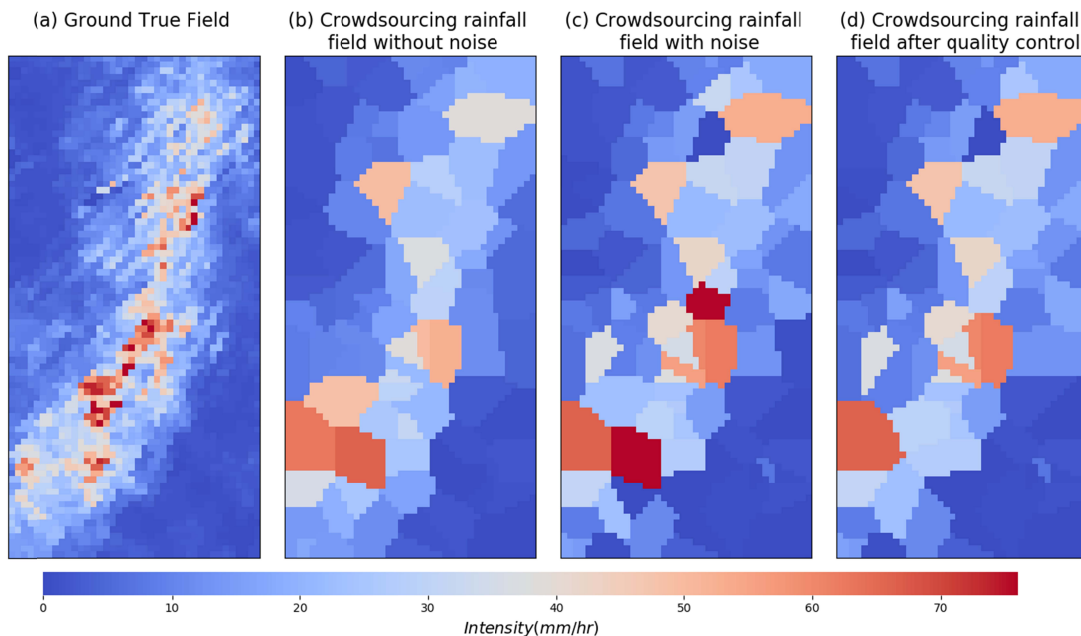 (a) Ground True Field
(b) Crowdsourcing rainfall
field without noise
(c) Crowdsourcing rainfall
field with noise
(d) Crowdsourcing rainfall
field after quality control
0 10 20 30 40 50 60 70
Intensity(mm/hr)